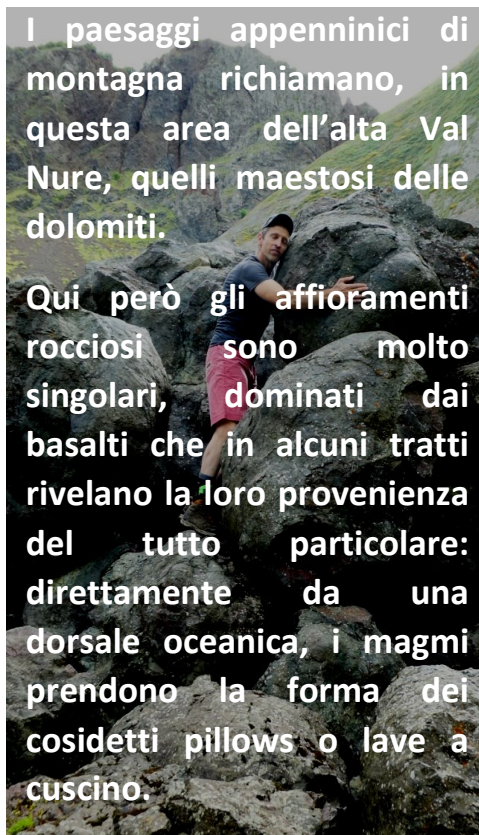 I paesaggi appenninici di
montagna richiamano, in
questa area dell’alta Val
Nure, quelli maestosi delle
dolomiti.
Qui però gli affioramenti
rocciosi sono molto
singolari, dominati dai
basalti che in alcuni tratti
rivelano la loro provenienza
del tutto particolare:
direttamente da una
dorsale oceanica, i magmi
prendono la forma dei
cosidetti pillows o lave a
cuscino.